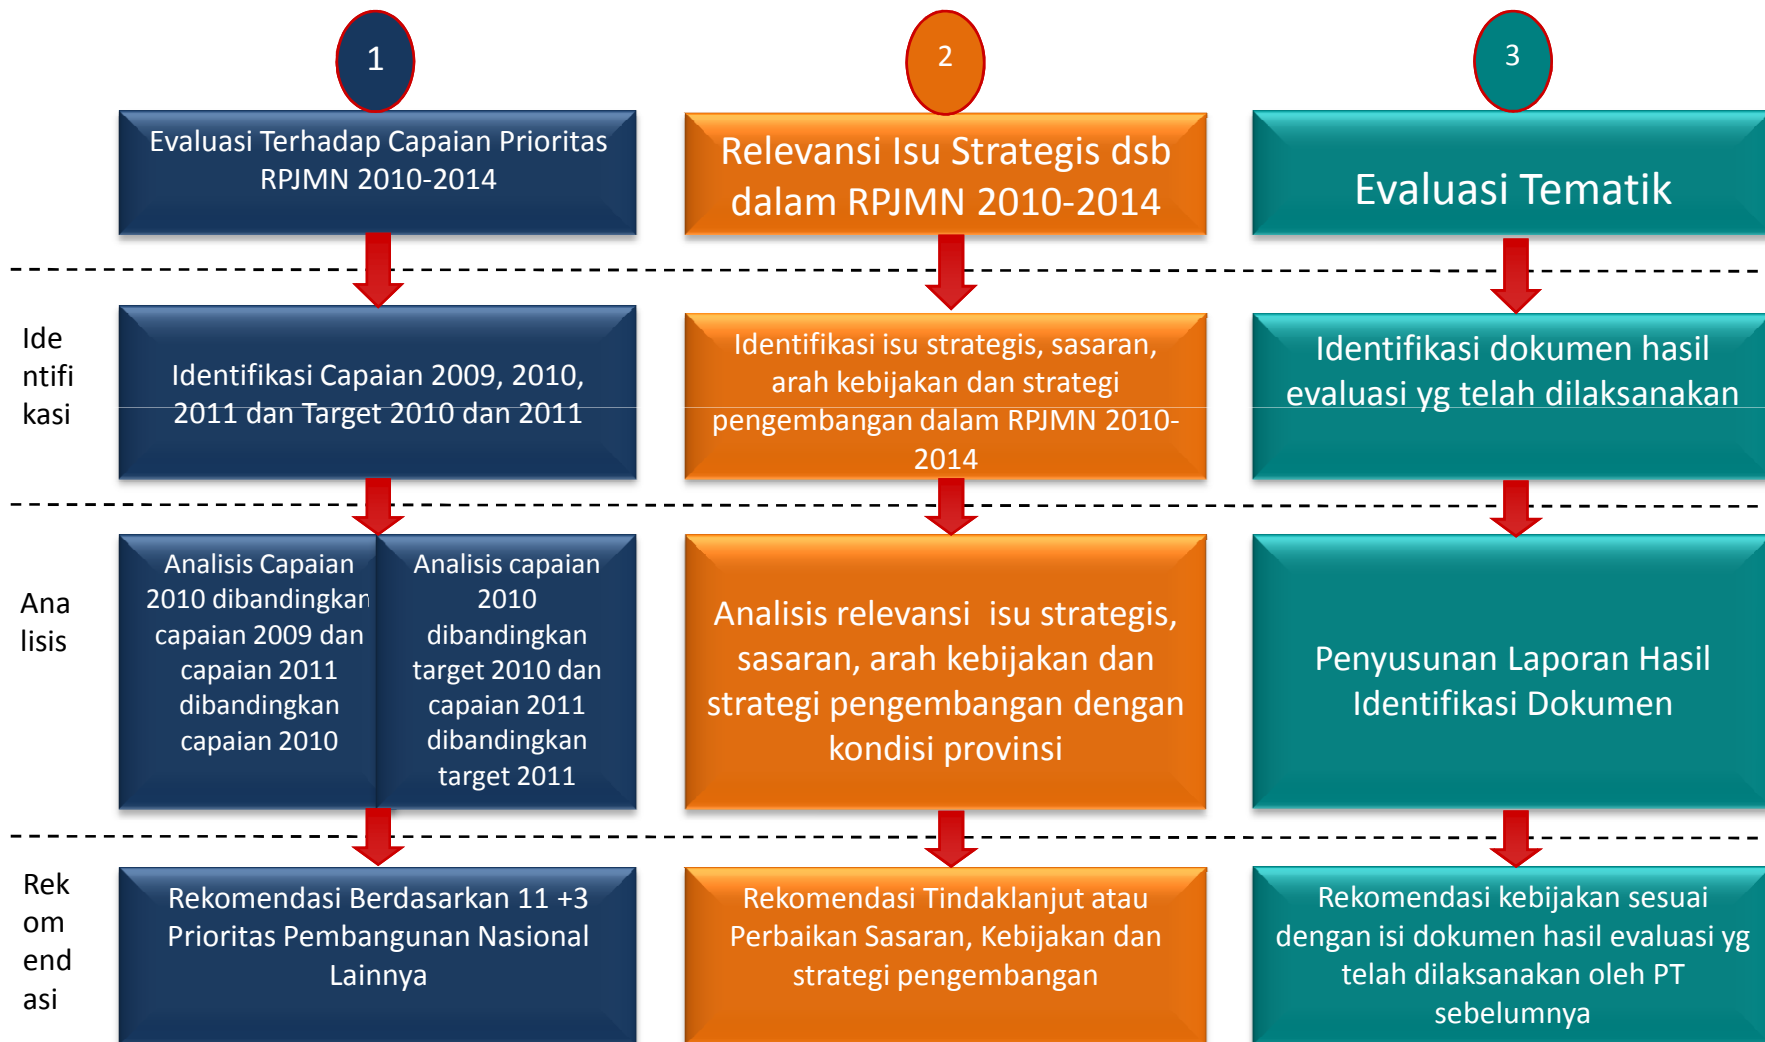 1
2
3
Evaluasi Terhadap Capaian Prioritas
RPJMN 2010-2014
Relevansi Isu Strategis dsb
dalam RPJMN 2010-2014
Evaluasi Tematik
Ide
ntifi
kasi
Identifikasi Capaian 2009, 2010,
2011 dan Target 2010 dan 2011
Identifikasi isu strategis, sasaran,
arah kebijakan dan strategi
pengembangan dalam RPJMN 2010-
2014
Identifikasi dokumen hasil
evaluasi yg telah dilaksanakan
Ana
lisis
Analisis Capaian
2010 dibandingkan
capaian 2009 dan
capaian 2011
dibandingkan
capaian 2010
Analisis capaian
2010
dibandingkan
target 2010 dan
capaian 2011
dibandingkan
target 2011
Analisis relevansi  isu strategis,
sasaran, arah kebijakan dan
strategi pengembangan dengan
kondisi provinsi
Penyusunan Laporan Hasil
Identifikasi Dokumen
Rek
om
end
asi
Rekomendasi Berdasarkan 11 +3
Prioritas Pembangunan Nasional
Lainnya
Rekomendasi Tindaklanjut atau
Perbaikan Sasaran, Kebijakan dan
strategi pengembangan
Rekomendasi kebijakan sesuai
dengan isi dokumen hasil evaluasi yg
telah dilaksanakan oleh PT
sebelumnya